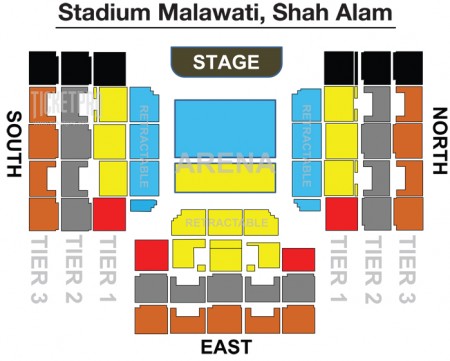 Stadium Malawati, Shah Alam
STAGE
SOUTH
NORTH
RETRACTABLE
ARENA
RETRACTABLE
RETRACTABLE
TIER 3
TIER 2
TIER 1
TIER 1
TIER 2
TIER 3
EAST